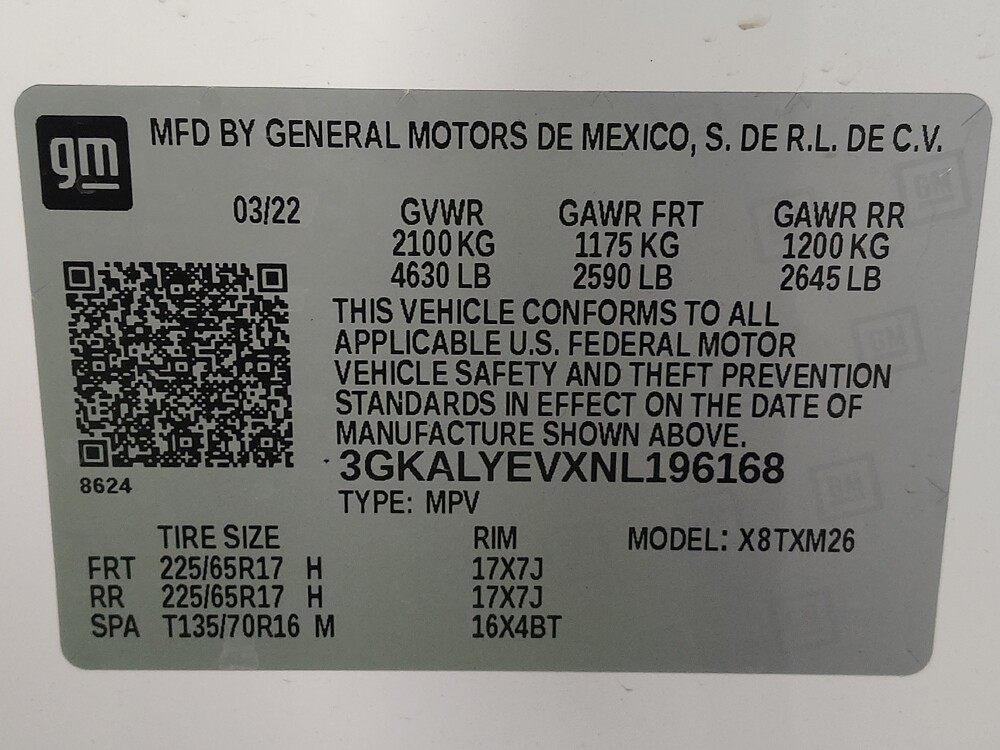 gm
MFD BY GENERAL MOTORS DE MEXICO, S. DE R.L. DE C.V.
03/22 GVWR GAWR FRT GAWR RR
2100 KG 1175 KG 1200 KG
4630 LB 2590 LB 2645 LB
THIS VEHICLE CONFORMS TO ALL
APPLICABLE U.S. FEDERAL MOTOR
VEHICLE SAFETY AND THEFT PREVENTION
STANDARDS IN EFFECT ON THE DATE OF
MANUFACTURE SHOWN ABOVE.
3GKALYEVXNL196168
8624
TYPE: MPV
TIRE SIZE RIM MODEL: X8TXM26
FRT 225/65R17 H 17X7J
RR 225/65R17 H 17X7J
SPA T135/70R16 M 16X4BT
GM
GM
GM